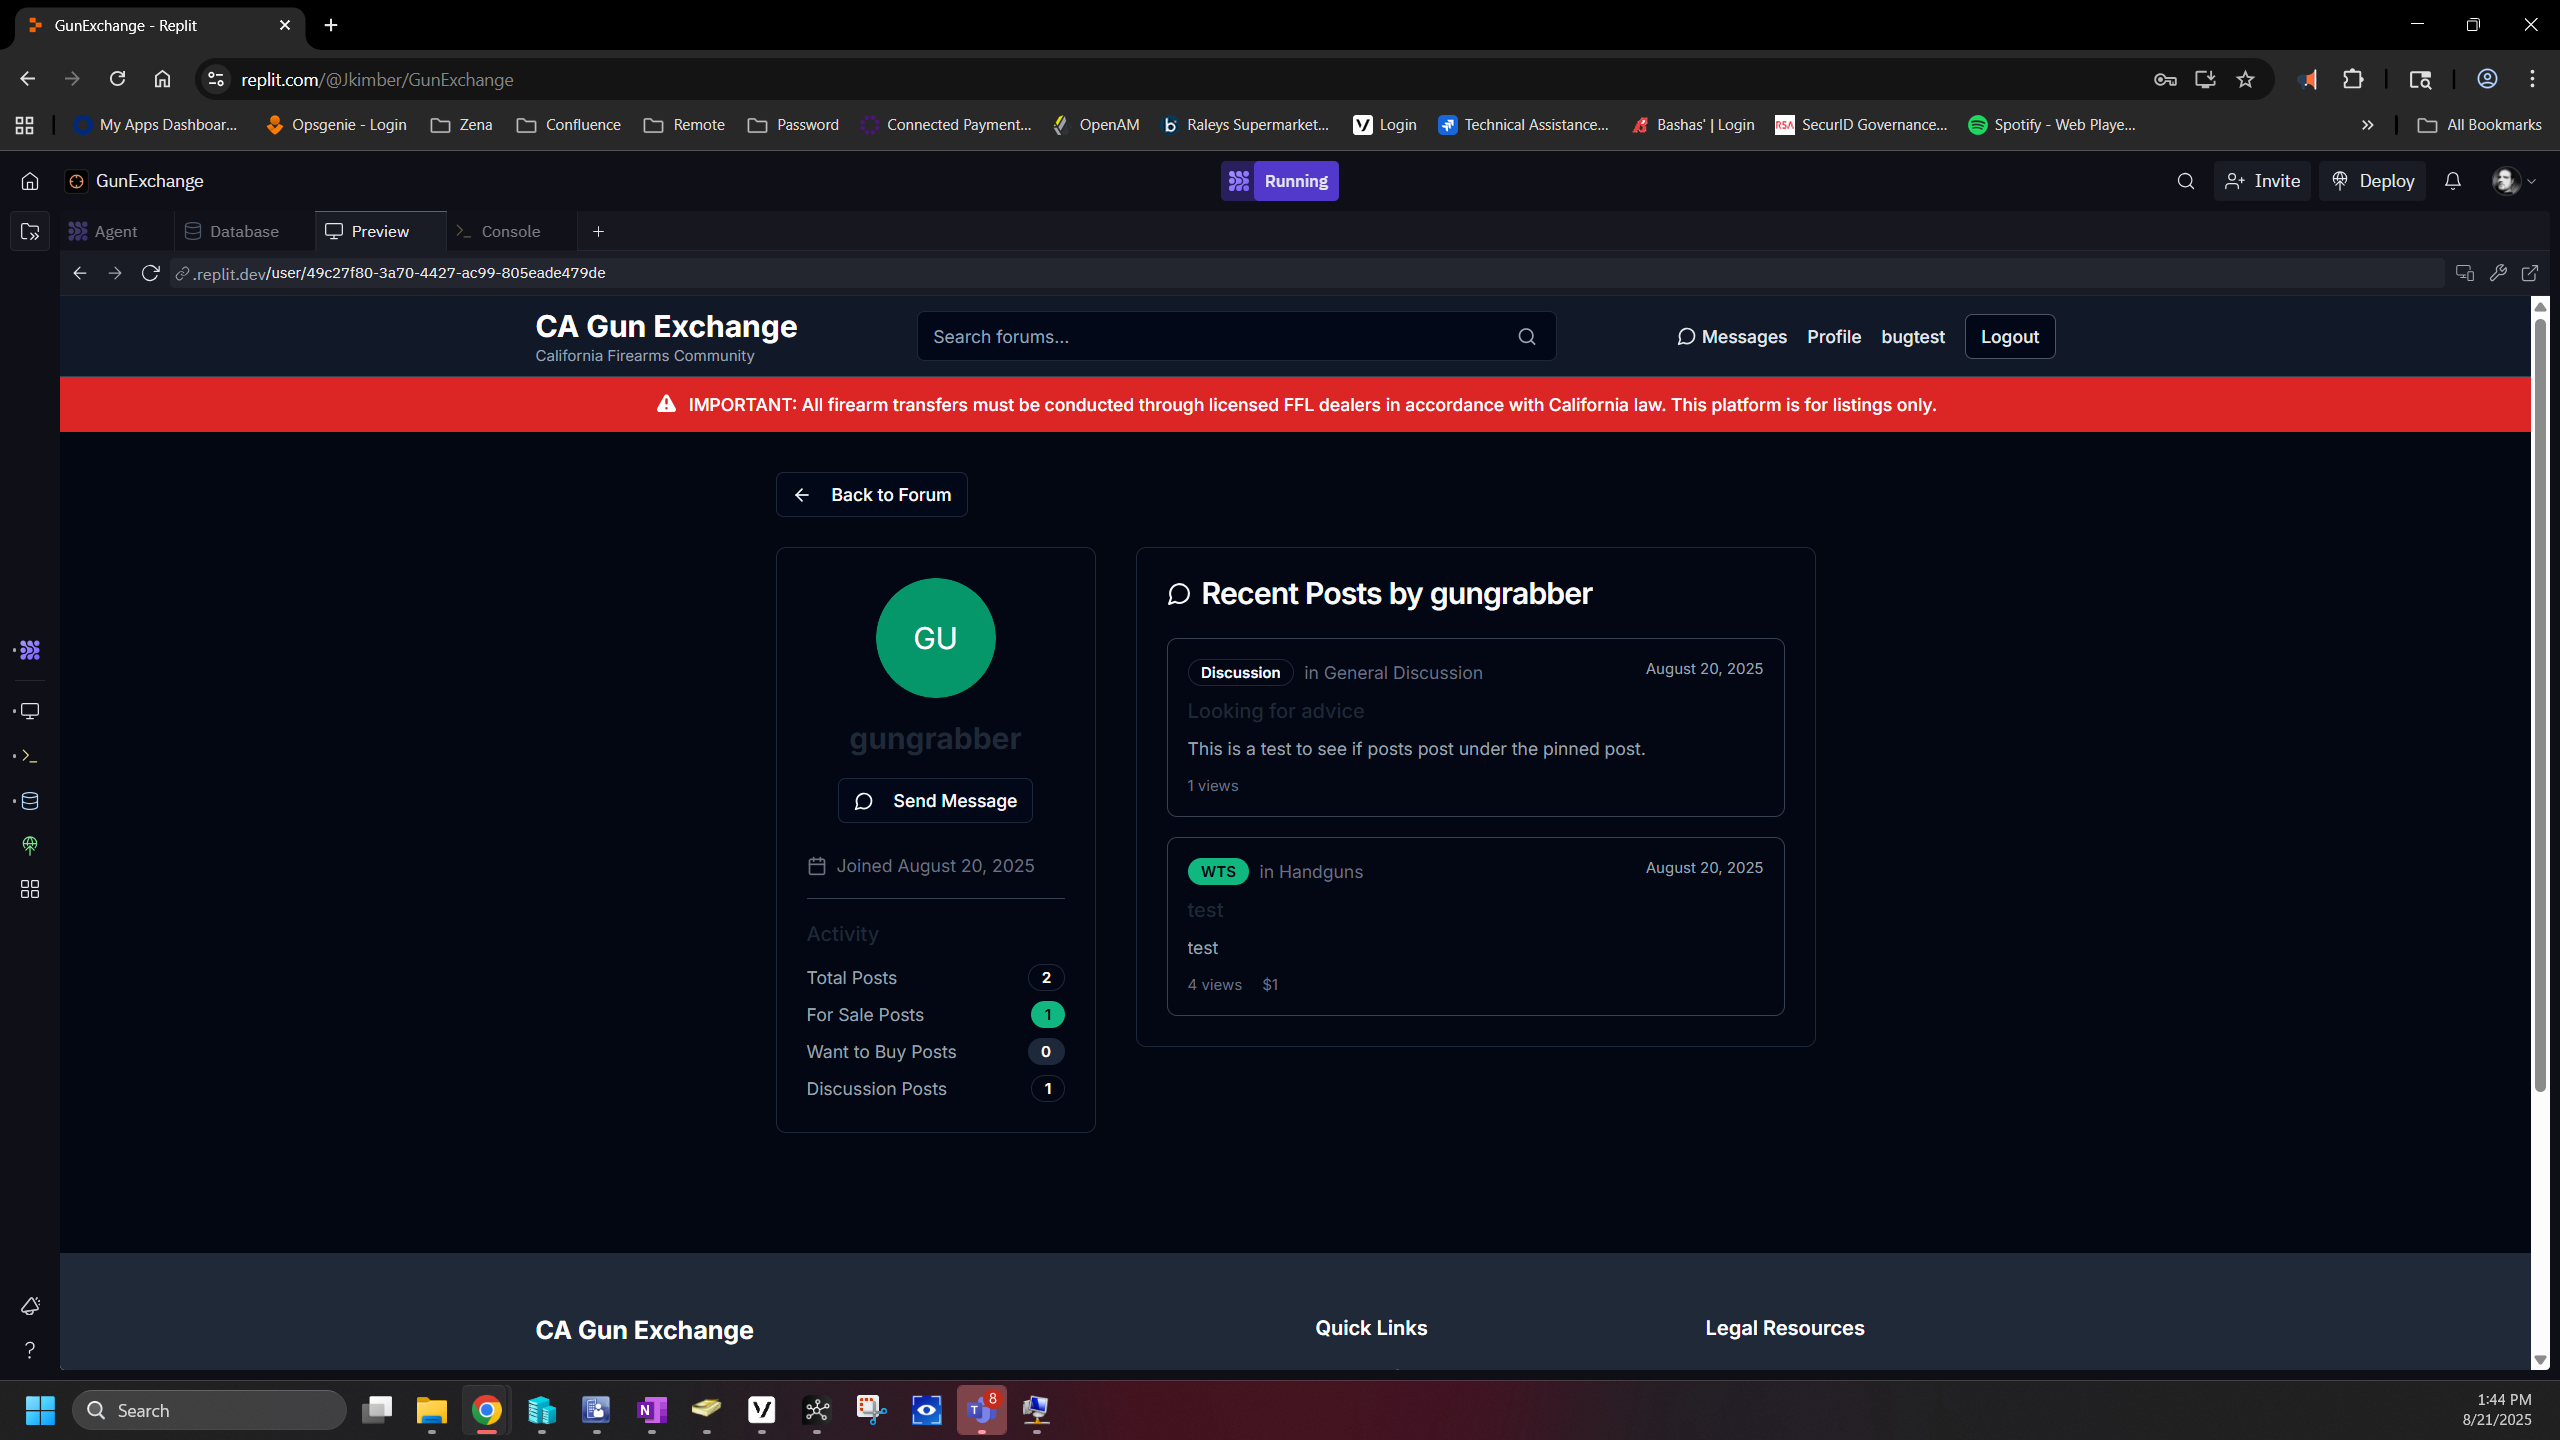 GunExchange - Replit
replit.com/@Jkimber/GunExchange
My Apps Dashboar...
Opsgenie - Login
Zena
Confluence
Remote
Password
Connected Payment...
OpenAM
Raleys Supermarket...
Login
Technical Assistance...
Bashas' | Login
RSA
SecurID Governance...
Spotify - Web Playe...
All Bookmarks
GunExchange
Running
Invite
Deploy
Agent
Database
Preview
Console
.replit.dev/user/49c27f80-3a70-4427-ac99-805eade479de
CA Gun Exchange
California Firearms Community
Search forums...
Messages
Profile
bugtest
Logout
IMPORTANT: All firearm transfers must be conducted through licensed FFL dealers in accordance with California law. This platform is for listings only.
Back to Forum
GU
gungrabber
Send Message
Joined August 20, 2025
Activity
Total Posts 2
For Sale Posts 1
Want to Buy Posts 0
Discussion Posts 1
Recent Posts by gungrabber
Discussion in General Discussion August 20, 2025
Looking for advice
This is a test to see if posts post under the pinned post.
1 views
WTS in Handguns August 20, 2025
test
test
4 views $1
CA Gun Exchange
Quick Links
Legal Resources
Search
8
1:44 PM
8/21/2025